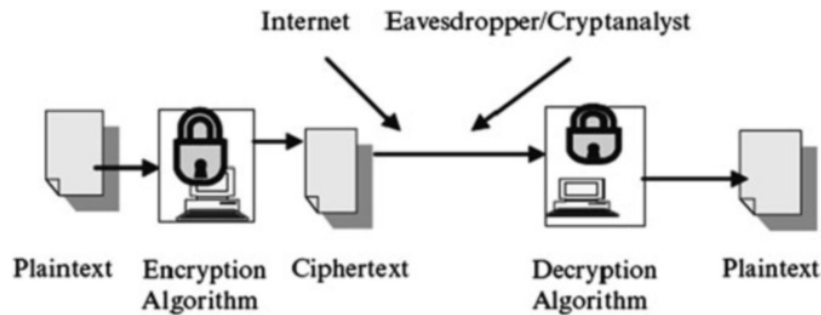 Internet
Eavesdropper/Cryptanalyst
Plaintext
Encryption
Algorithm
Ciphertext
Decryption
Algorithm
Plaintext